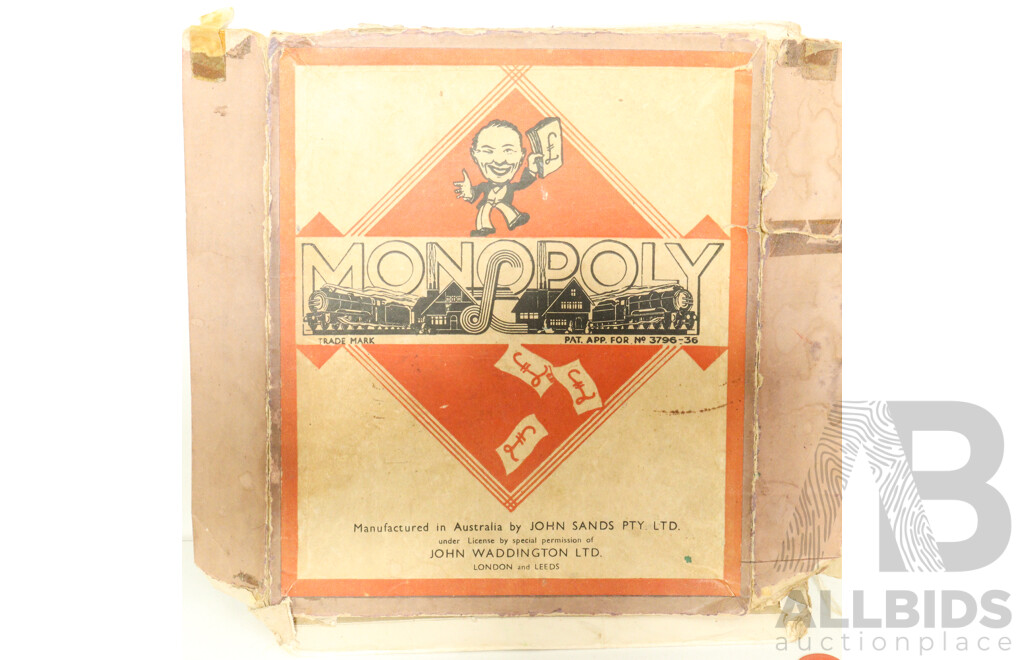 £
MONOPOLY
TRADE MARK PAT. APP. FOR. Nº 3796-36
£ £
£
Manufactured in Australia by JOHN SANDS PTY. LTD.
under License by special permission of
JOHN WADDINGTON LTD.
LONDON and LEEDS
AB
ALLBIDS
auctionplace